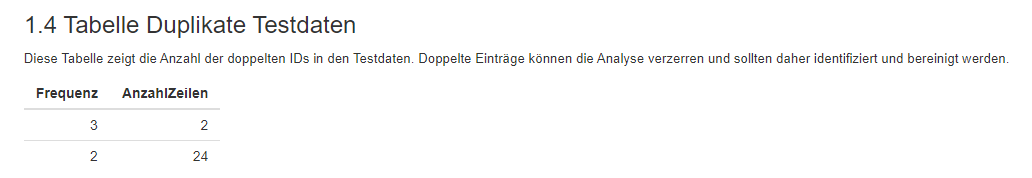 1.4 Tabelle Duplikate Testdaten
Diese Tabelle zeigt die Anzahl der doppelten IDs in den Testdaten. Doppelte Einträge können die Analyse verzerren und sollten daher identifiziert und bereinigt werden.
Frequenz AnzahlZeilen
3 2
2 24